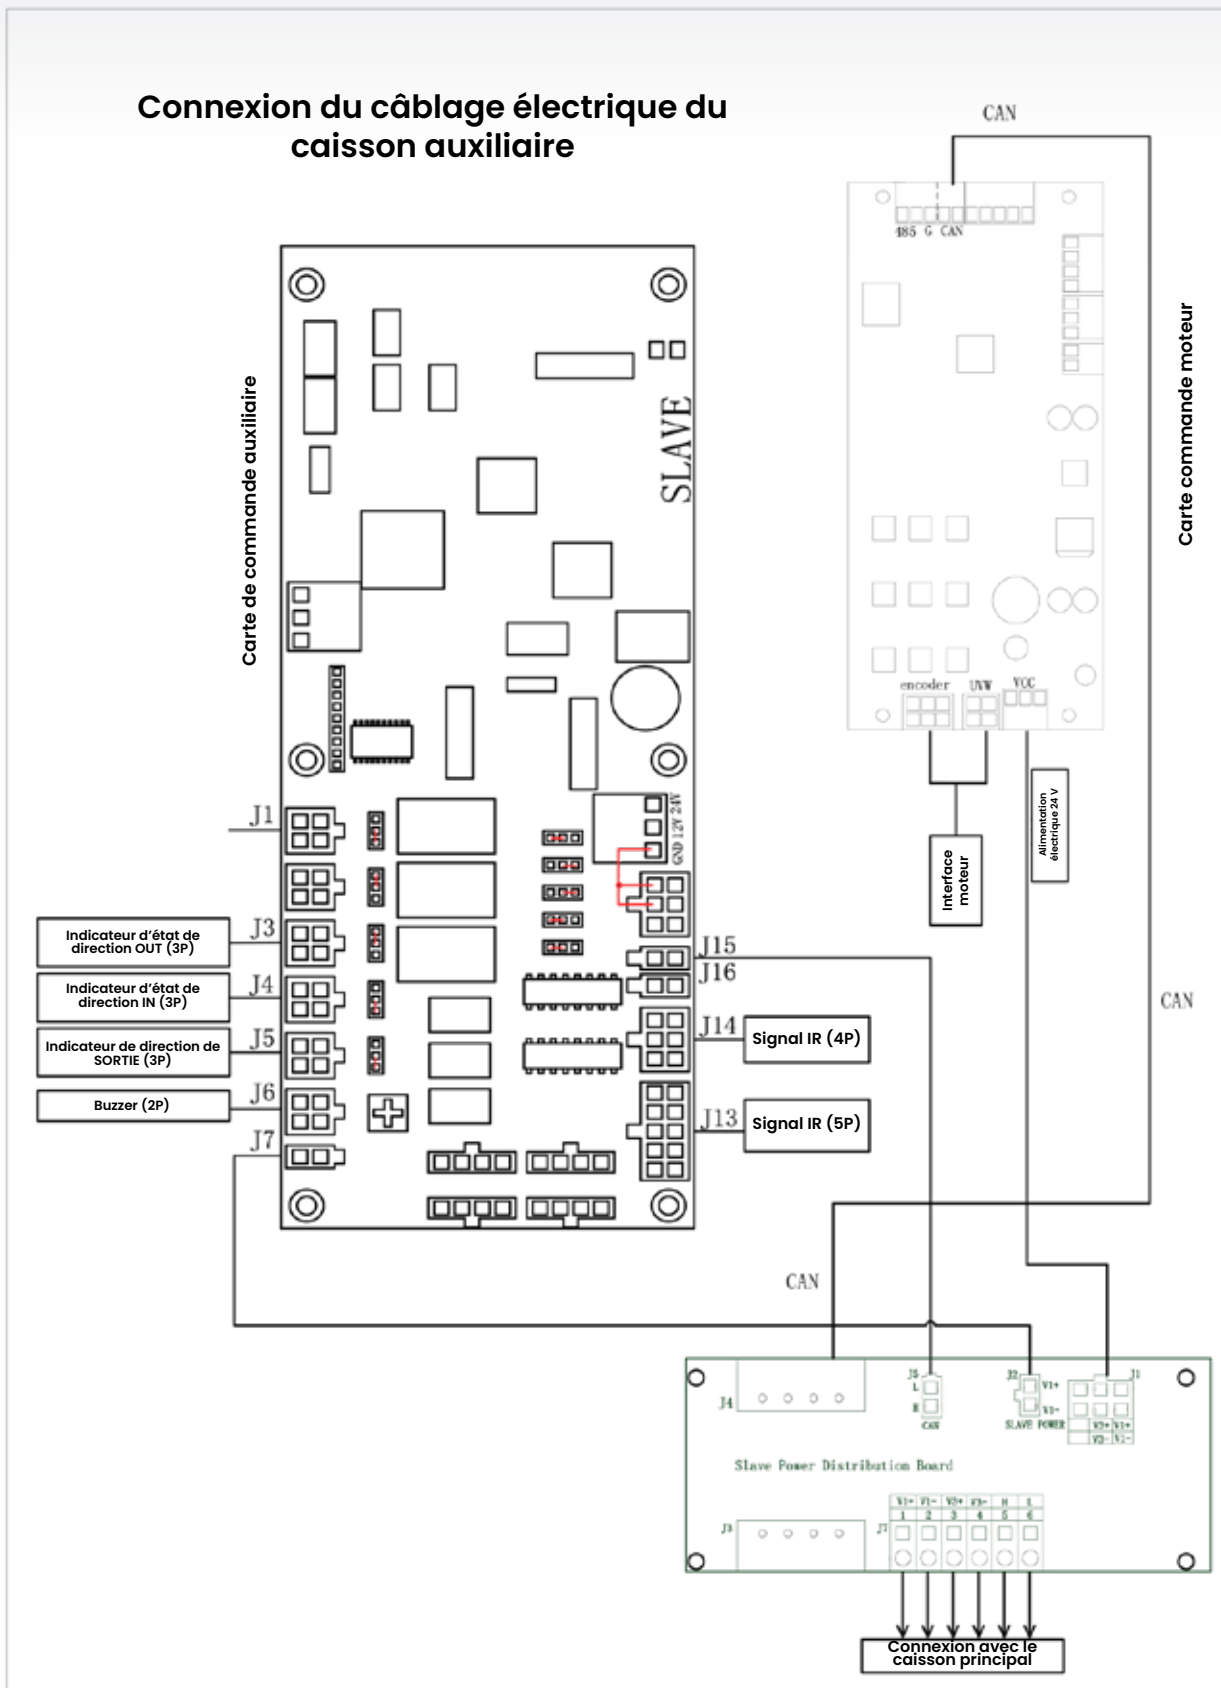 Connexion du câblage électrique du
caisson auxiliaire
CAN
485 G CAN
Carte commande moteur
Carte de commande auxiliaire
SLAVE
encoder
UVW
VCC
Alimentation
électrique 24 V
Interface
moteur
GND 12V 24V
J1
J3
Indicateur d'état de
direction OUT (3P)
J4
Indicateur d'état de
direction IN (3P)
J5
Indicateur de direction de
SORTIE (3P)
J6
Buzzer (2P)
J7
J15
J16
J14
Signal IR (4P)
J13
Signal IR (5P)
CAN
CAN
J4
J5
L
H
CAN
J2
V1+
V1-
SLAVE POWER
J1
V3+ V1+
V3- V1-
Slave Power Distribution Board
J3
J7
V1+ V1- V3+ V3- H L
1 2 3 4 5 6
Connexion avec le
caisson principal